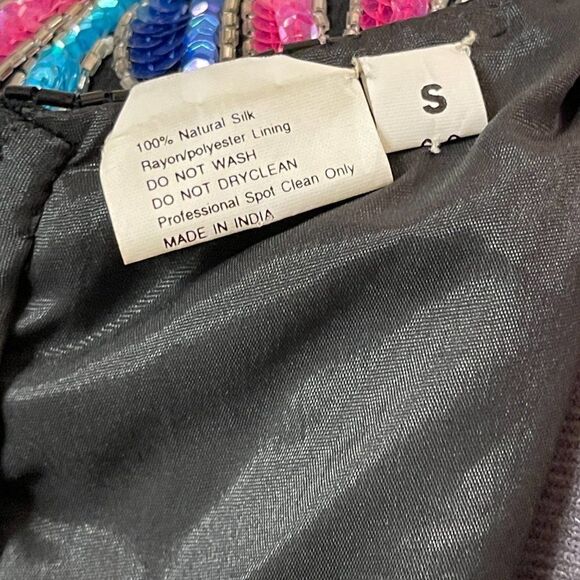 100% Natural Silk
Rayon/polyester Lining
DO NOT WASH
DO NOT DRYCLEAN
Professional Spot Clean Only
MADE IN INDIA
S